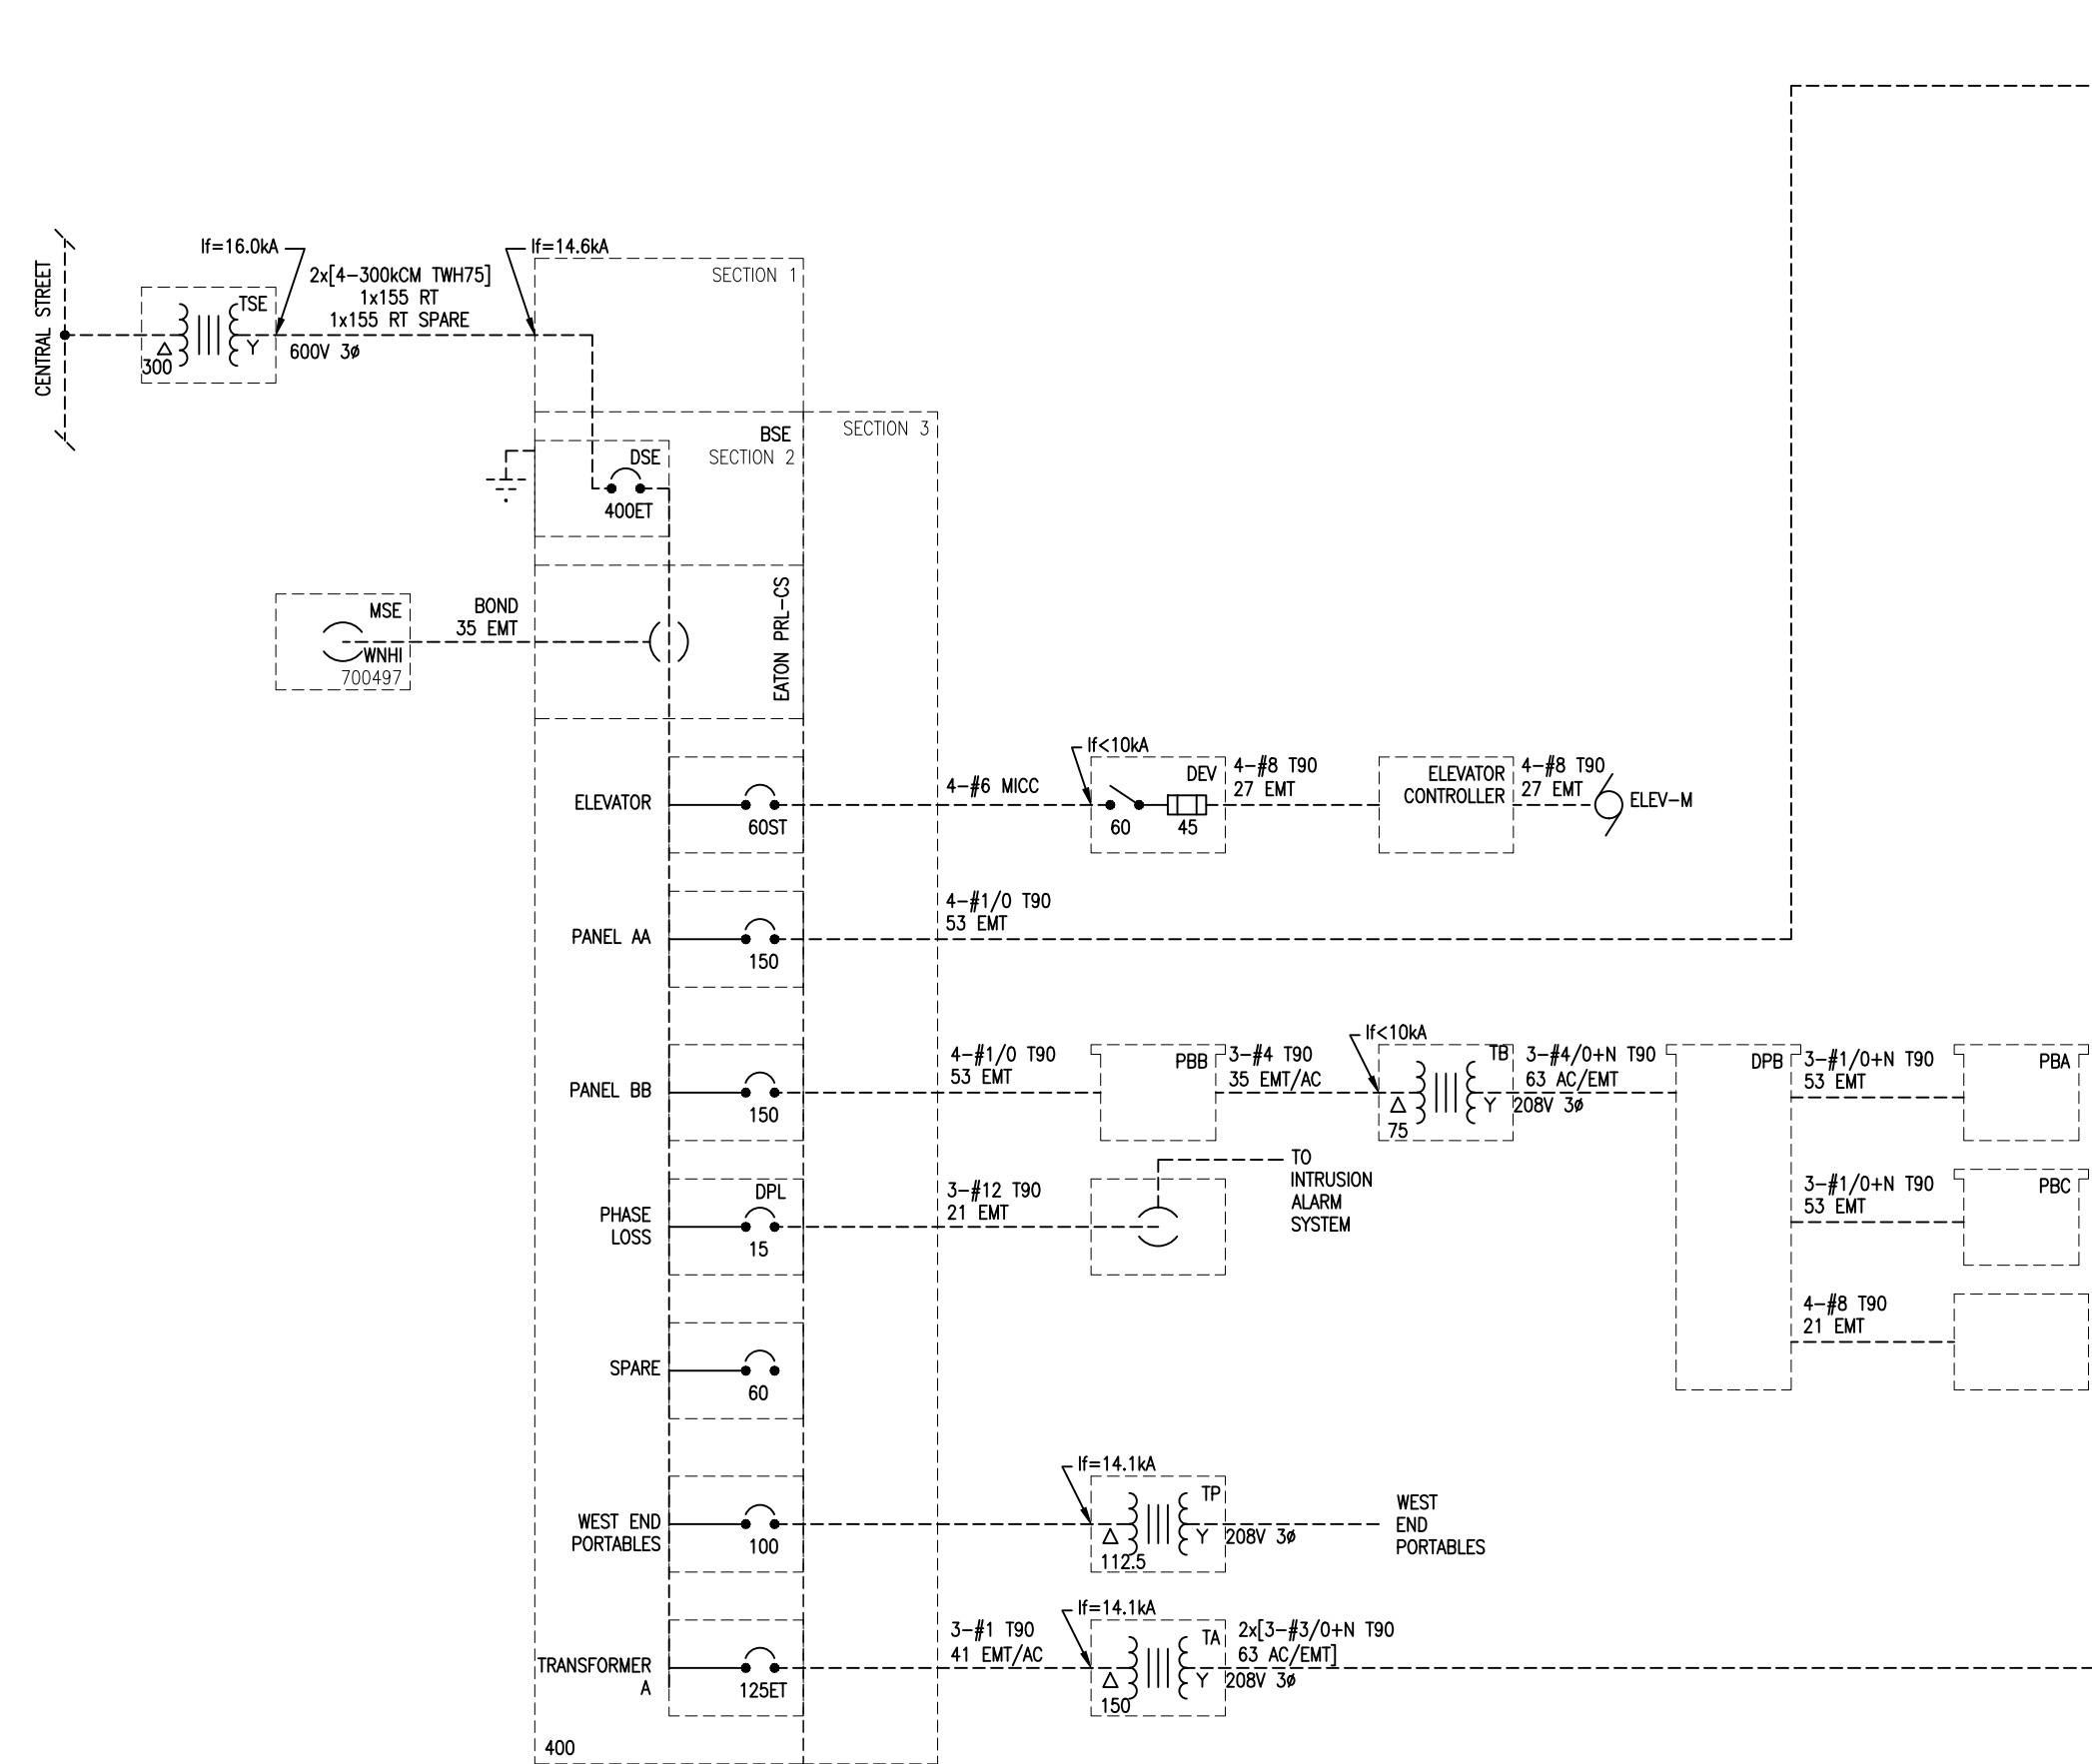 CENTRAL STREET
If=16.0kA
TSE
300
2x[4-300kCM TWH75]
1x155 RT
1x155 RT SPARE
Y
600V 3ø
If=14.6kA
SECTION 1
BSE
SECTION 2
SECTION 3
DSE
400ET
MSE
WNHI
700497
BOND
35 EMT
EATON PRL-CS
ELEVATOR
60ST
4-#6 MICC
If<10kA
DEV
60
45
4-#8 T90
27 EMT
ELEVATOR
CONTROLLER
4-#8 T90
27 EMT
ELEV-M
PANEL AA
150
4-#1/0 T90
53 EMT
PANEL BB
150
4-#1/0 T90
53 EMT
PBB
3-#4 T90
35 EMT/AC
If<10kA
TB
Y
75
3-#4/0+N T90
63 AC/EMT
208V 3ø
DPB
3-#1/0+N T90
53 EMT
PBA
3-#1/0+N T90
53 EMT
PBC
4-#8 T90
21 EMT
PHASE
LOSS
DPL
15
3-#12 T90
21 EMT
TO
INTRUSION
ALARM
SYSTEM
SPARE
60
WEST END
PORTABLES
100
If=14.1kA
TP
Y
112.5
208V 3ø
WEST
END
PORTABLES
TRANSFORMER
A
125ET
3-#1 T90
41 EMT/AC
If=14.1kA
TA
Y
150
2x[3-#3/0+N T90
63 AC/EMT]
208V 3ø
400